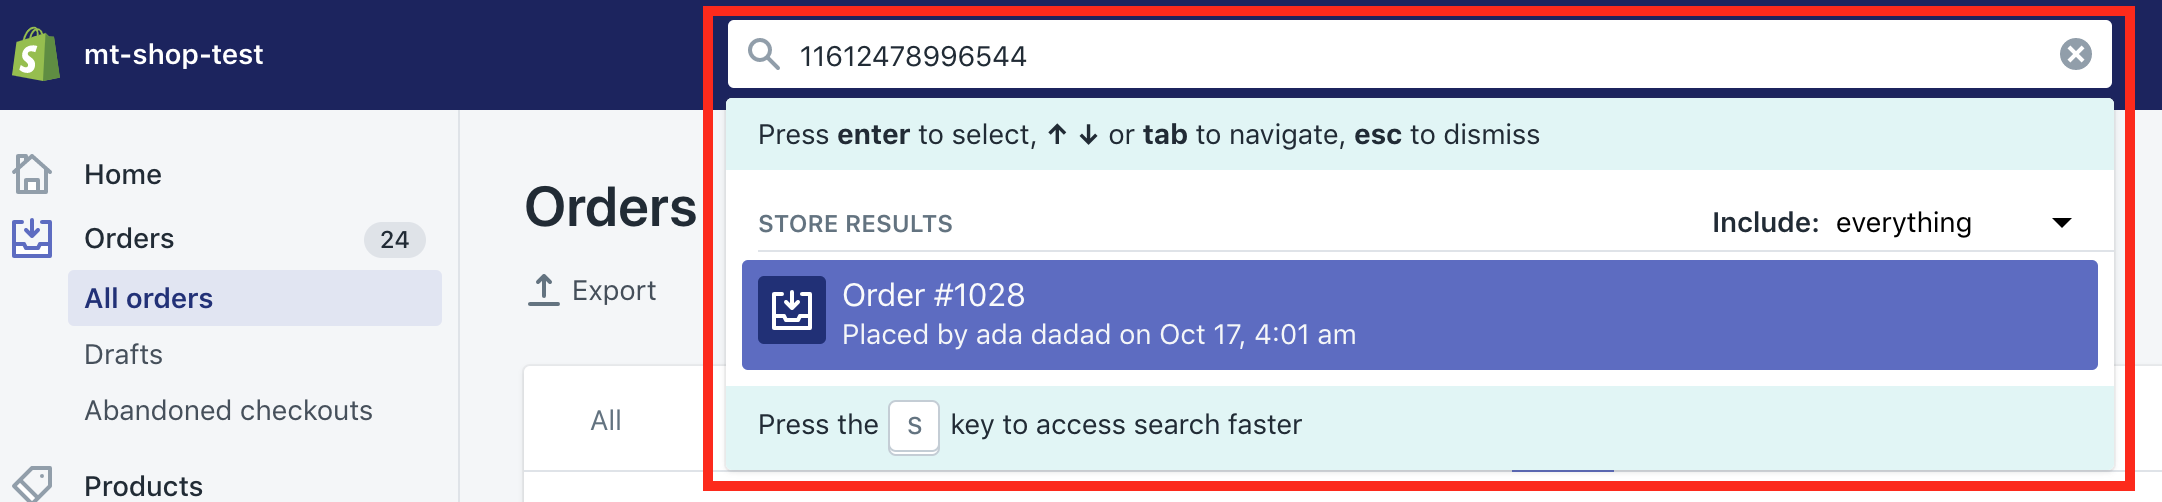 mt-shop-test
11612478996544
Press enter to select, ↑ ↓ or tab to navigate, esc to dismiss
STORE RESULTS
Include: everything
Order #1028
Placed by ada dadad on Oct 17, 4:01 am
Press the S key to access search faster
Home
Orders 24
All orders
Drafts
Abandoned checkouts
Products
Orders
Export
All